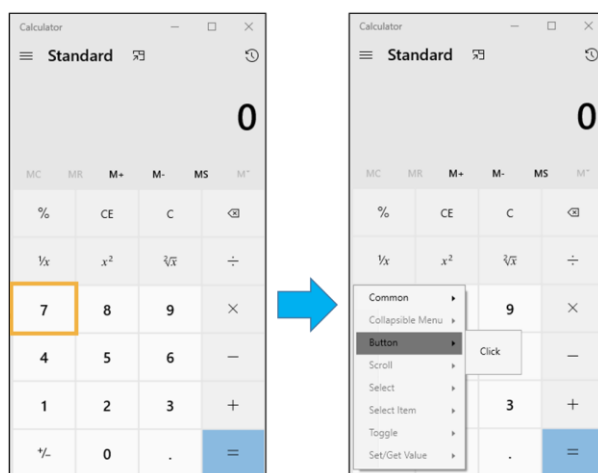 Calculator
Standard
0
MC MR M+ M- MS M˅
% CE C
¹/x x² ²√x ÷
7 8 9 ×
4 5 6 −
1 2 3 +
+/- 0 . =
Calculator
Standard
0
MC MR M+ M- MS M˅
% CE C
¹/x x² ²√x ÷
Common
Collapsible Menu
Button
Scroll
Select
Select Item
Toggle
Set/Get Value
Click
9 ×
−
3 +
. =